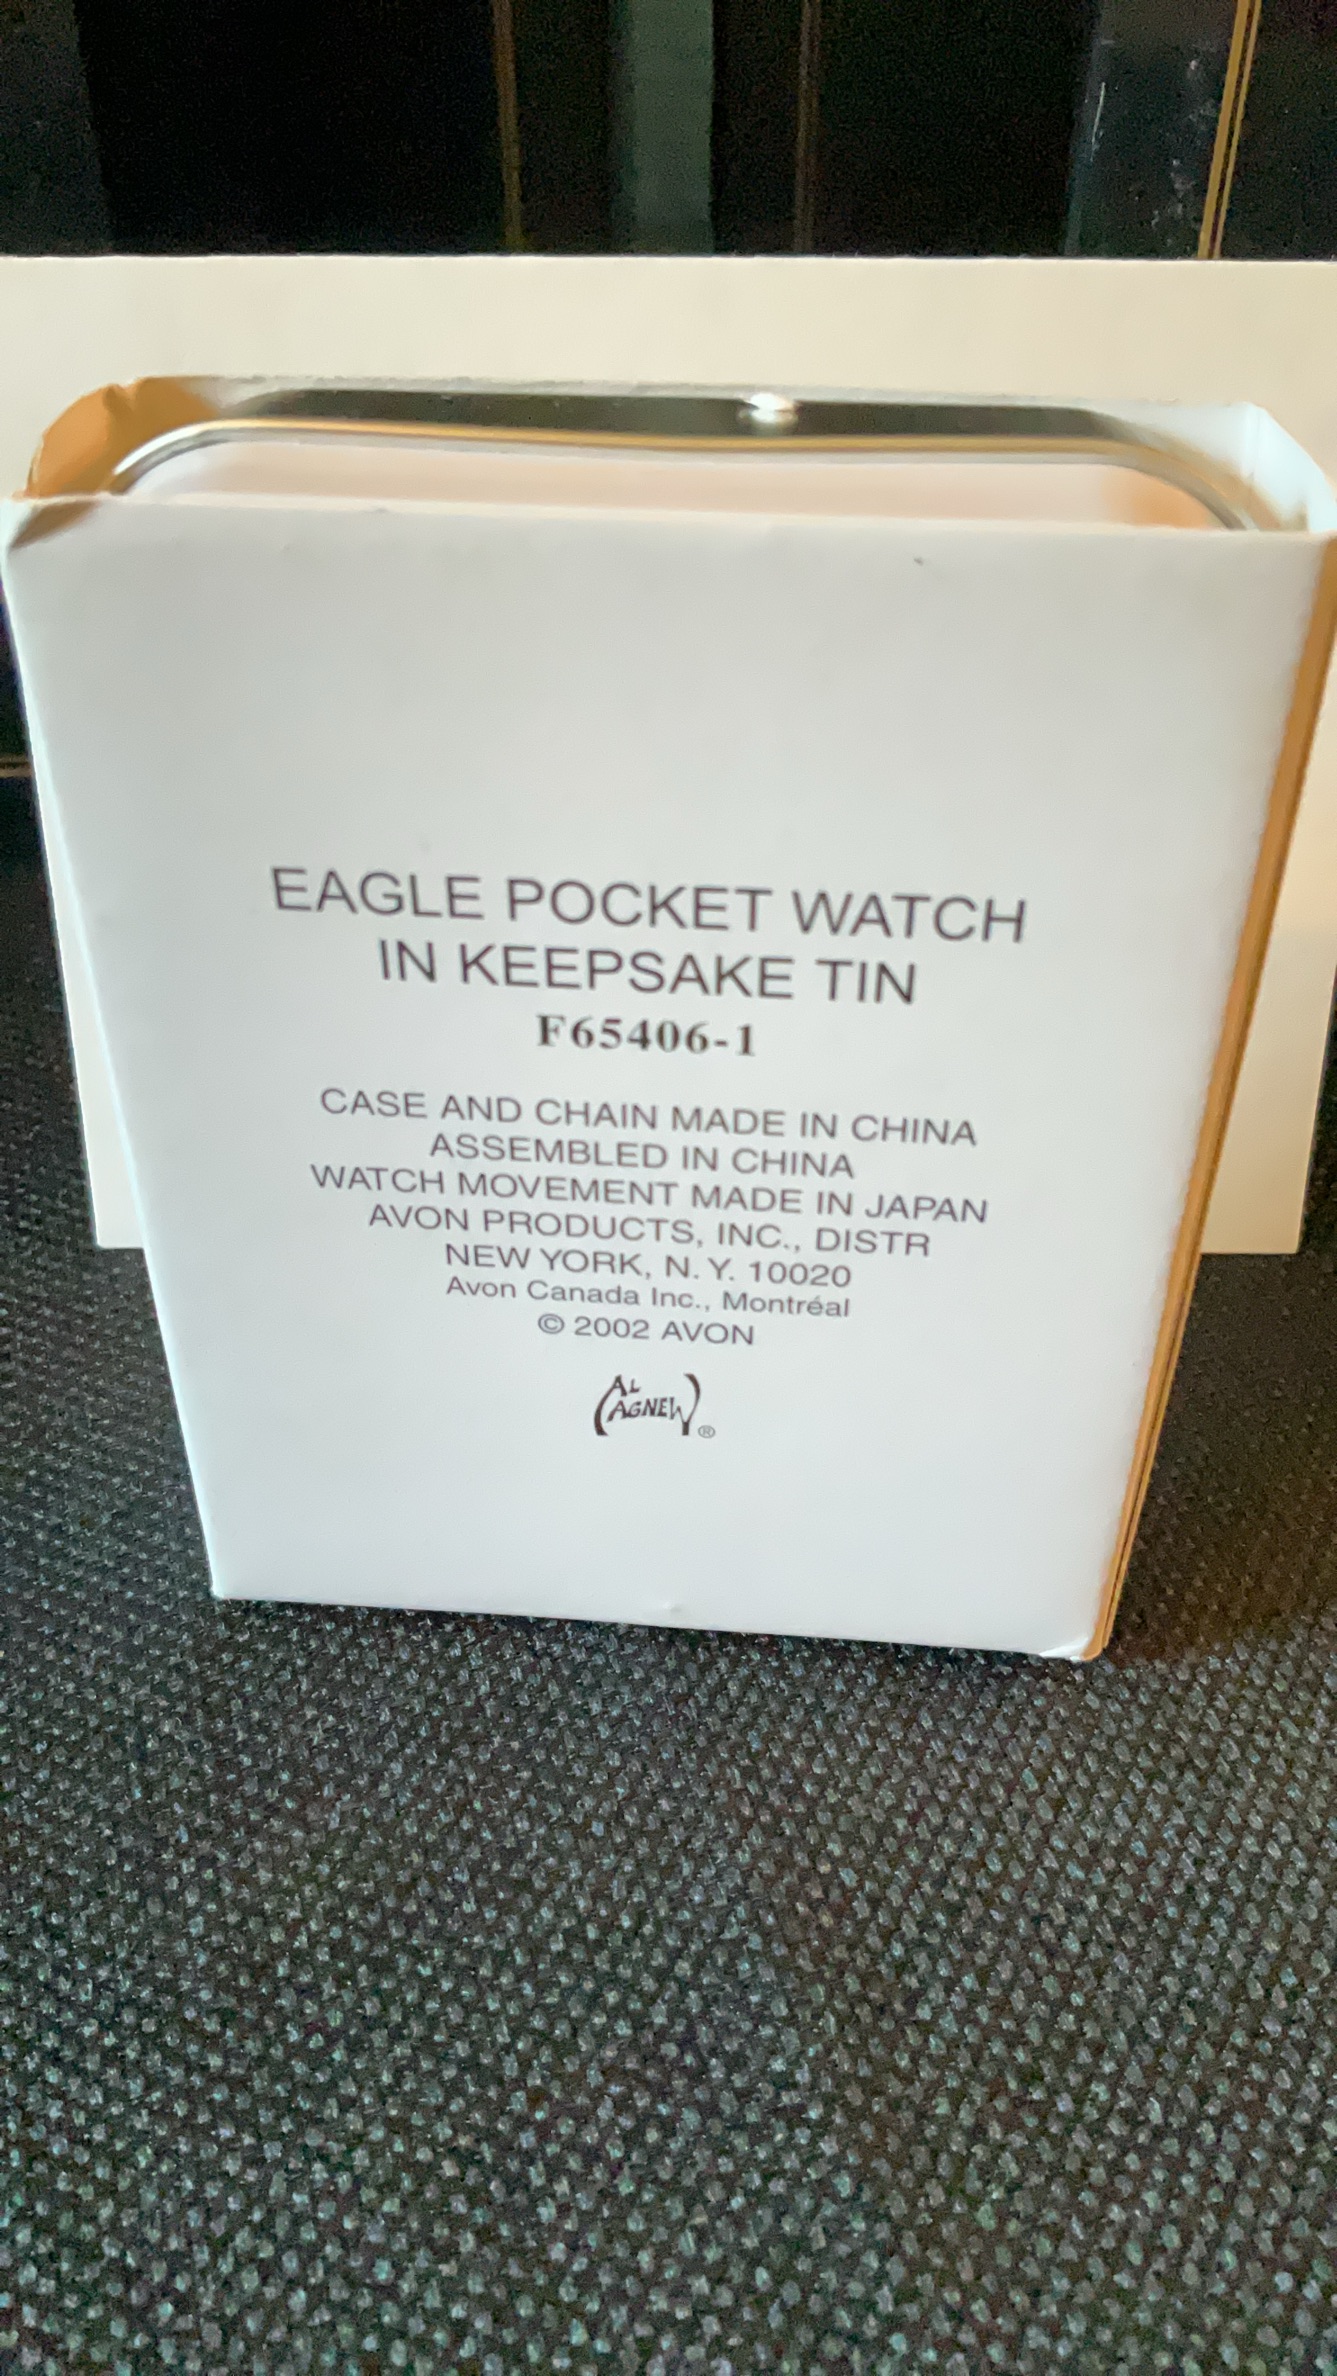 EAGLE POCKET WATCH
IN KEEPSAKE TIN
F65406-1
CASE AND CHAIN MADE IN CHINA
ASSEMBLED IN CHINA
WATCH MOVEMENT MADE IN JAPAN
AVON PRODUCTS, INC., DISTR
NEW YORK, N.Y. 10020
Avon Canada Inc., Montréal
© 2002 AVON
AL
AGNEW ®